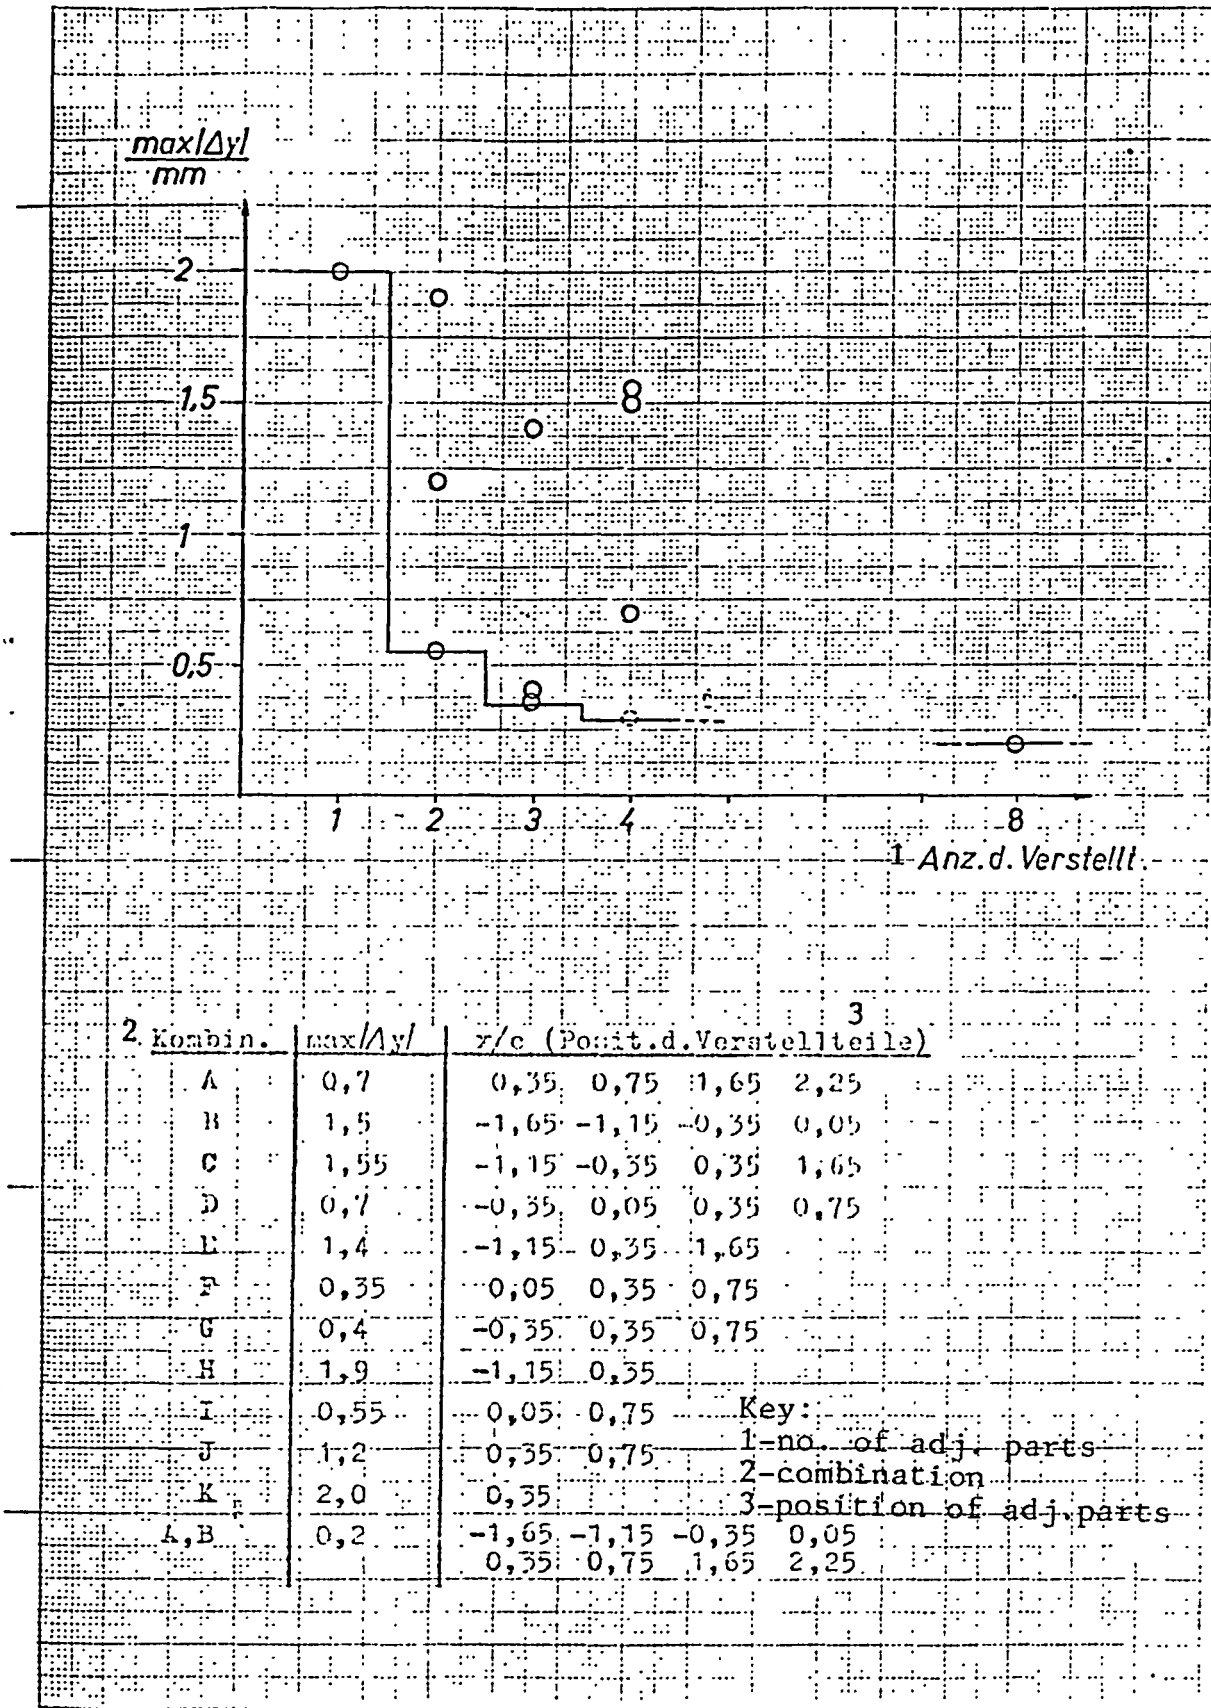 max|Δy|
mm
2
1,5
1
0,5
1 2 3 4 8
1 Anz.d. Verstellt.
3
2 Kombin. max|Δy| x/c (Posit.d.Verstellteile)
A 0,7 0,35 0,75 1,65 2,25
B 1,5 -1,65 -1,15 -0,35 0,05
C 1,55 -1,15 -0,35 0,35 1,65
D 0,7 -0,35 0,05 0,35 0,75
E 1,4 -1,15 0,35 1,65
F 0,35 0,05 0,35 0,75
G 0,4 -0,35 0,35 0,75
H 1,9 -1,15 0,35
I 0,55 0,05 0,75
J 1,2 0,35 0,75
K 2,0 0,35
A,B 0,2 -1,65 -1,15 -0,35 0,05
0,35 0,75 1,65 2,25
Key:
1-no. of adj. parts
2-combination
3-position of adj.parts